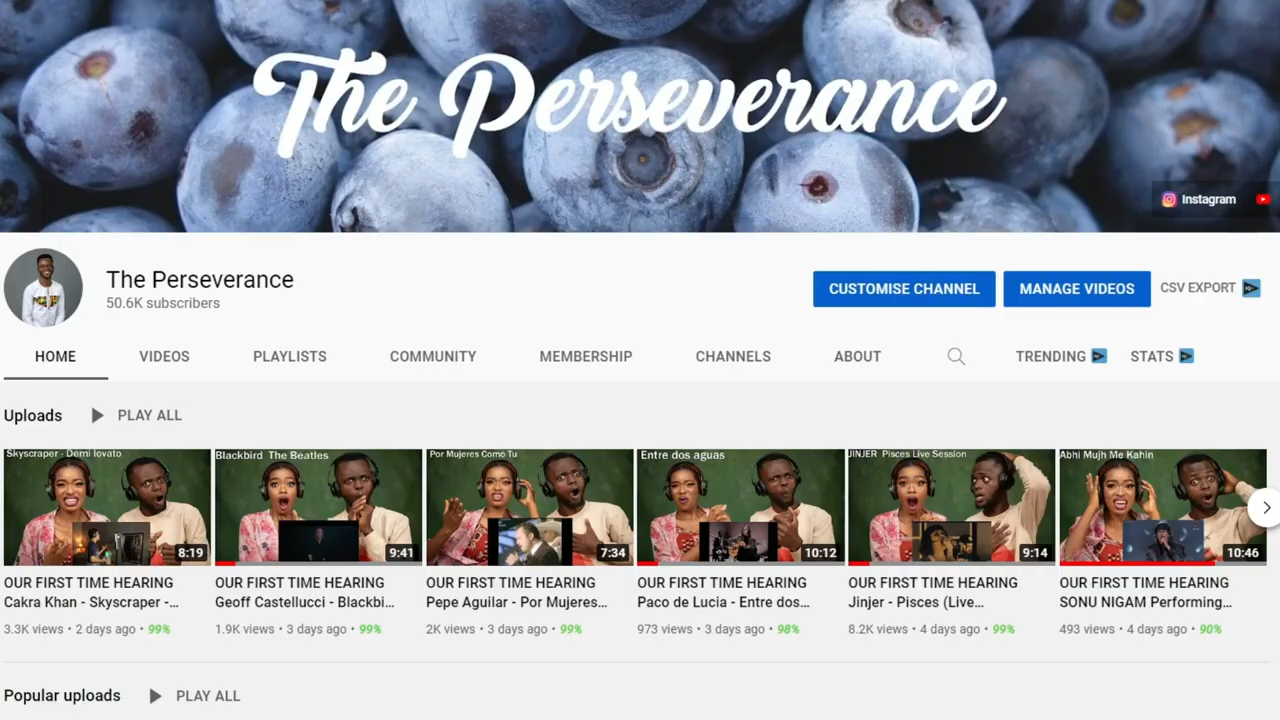 The Perseverance
Instagram
The Perseverance
50.6K subscribers
CUSTOMISE CHANNEL
MANAGE VIDEOS
CSV EXPORT
HOME
VIDEOS
PLAYLISTS
COMMUNITY
MEMBERSHIP
CHANNELS
ABOUT
TRENDING
STATS
Uploads
PLAY ALL
Skyscraper - Demi lovato
8:19
OUR FIRST TIME HEARING
Cakra Khan - Skyscraper -...
3.3K views • 2 days ago • 99%
Blackbird The Beatles
9:41
OUR FIRST TIME HEARING
Geoff Castellucci - Blackbi...
1.9K views • 3 days ago • 99%
Por Mujeres Como Tu
7:34
OUR FIRST TIME HEARING
Pepe Aguilar - Por Mujeres...
2K views • 3 days ago • 99%
Entre dos aguas
10:12
OUR FIRST TIME HEARING
Paco de Lucia - Entre dos...
973 views • 3 days ago • 98%
JINJER Pisces Live Session
9:14
OUR FIRST TIME HEARING
Jinjer - Pisces (Live...
8.2K views • 4 days ago • 99%
Abhi Mujh Me Kahin
10:46
OUR FIRST TIME HEARING
SONU NIGAM Performing...
493 views • 4 days ago • 90%
Popular uploads
PLAY ALL